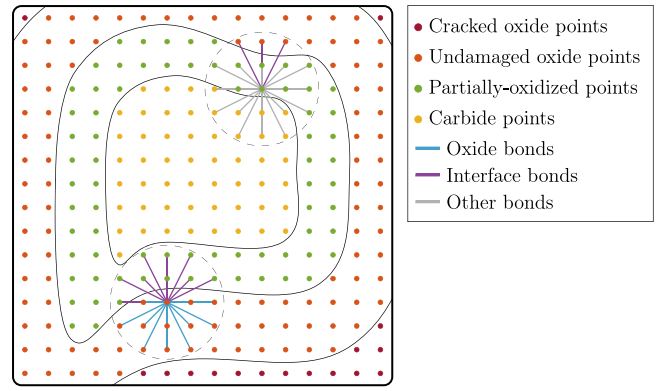 Cracked oxide points
Undamaged oxide points
Partially-oxidized points
Carbide points
Oxide bonds
Interface bonds
Other bonds